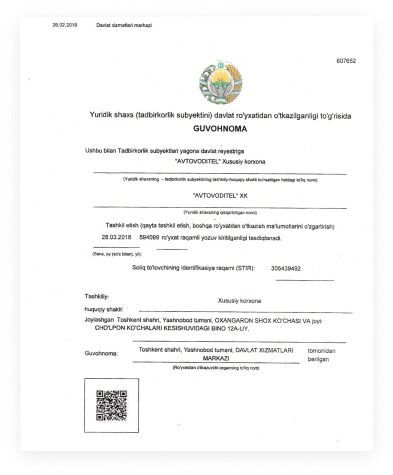 26.02.2019 Davlat xizmatlari markazi
807652
Yuridik shaxs (tadbirkorlik subyektini) davlat ro'yxatidan o'tkazilganligi to'g'risida
GUVOHNOMA
Ushbu bilan Tadbirkorlik subyektlari yagona davlat reyestriga
"AVTOVODITEL" Xususiy korxona
(Yuridik shaxsning – tadbirkorlik subyektining tashkiliy-huquqiy shakli ko'rsatilgan holdagi to'liq nomi)
"AVTOVODITEL" XK
(Yuridik shaxsning qisqartirilgan nomi)
Tashkil etish (qayta tashkil etish, boshqa ro'yxatdan o'tkazish ma'lumotlarini o'zgartirish)
28.03.2018 594099 ro'yxat raqamli yozuv kiritilganligi tasdiqlanadi.
(Sana, oy (so'z bilan), yil)
Soliq to'lovchining identifikasiya raqami (STIR): 305439492
Tashkiliy-
huquqiy shakli:
Xususiy korxona
Joylashgan Toshkent shahri, Yashnobod tumani, OXANGARON SHOX KO'CHASI VA joyi:
CHO'LPON KO'CHALARI KESISHUVIDAGI BINO 12A-UY,
Guvohnoma: Toshkent shahri, Yashnobod tumani, DAVLAT XIZMATLARI tomonidan
MARKAZI berilgan
(Ro'yxatdan o'tkazuvchi organning to'liq nomi)